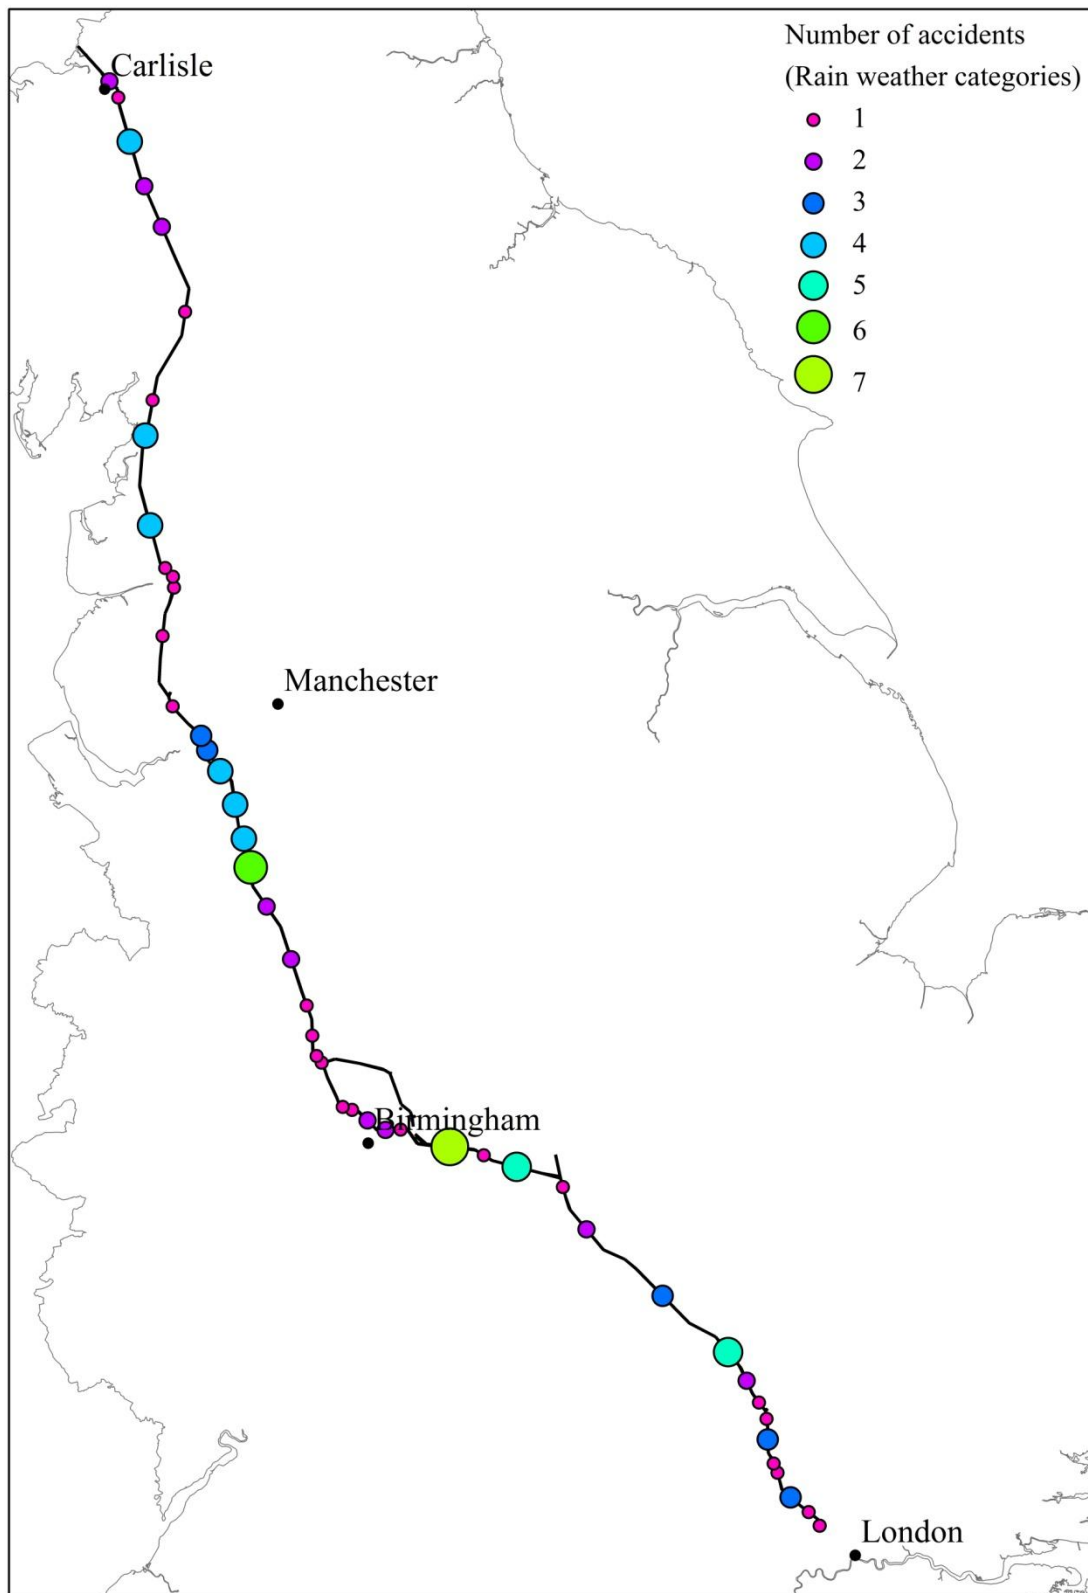 Number of accidents
(Rain weather categories)
1
2
3
4
5
6
7
Carlisle
Manchester
Birmingham
London